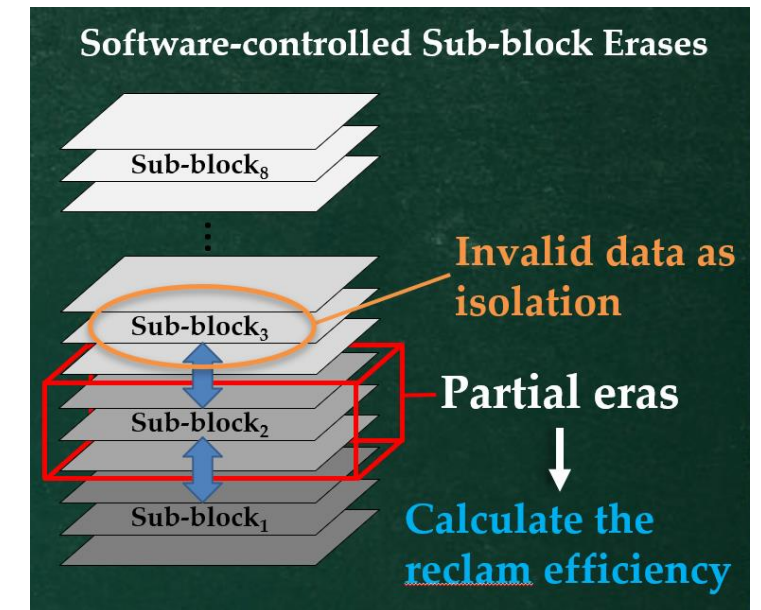 Software-controlled Sub-block Erases
Sub-block₈
⋮
Invalid data as
isolation
Sub-block₃
Partial eras
Sub-block₂
Calculate the
reclam efficiency
Sub-block₁